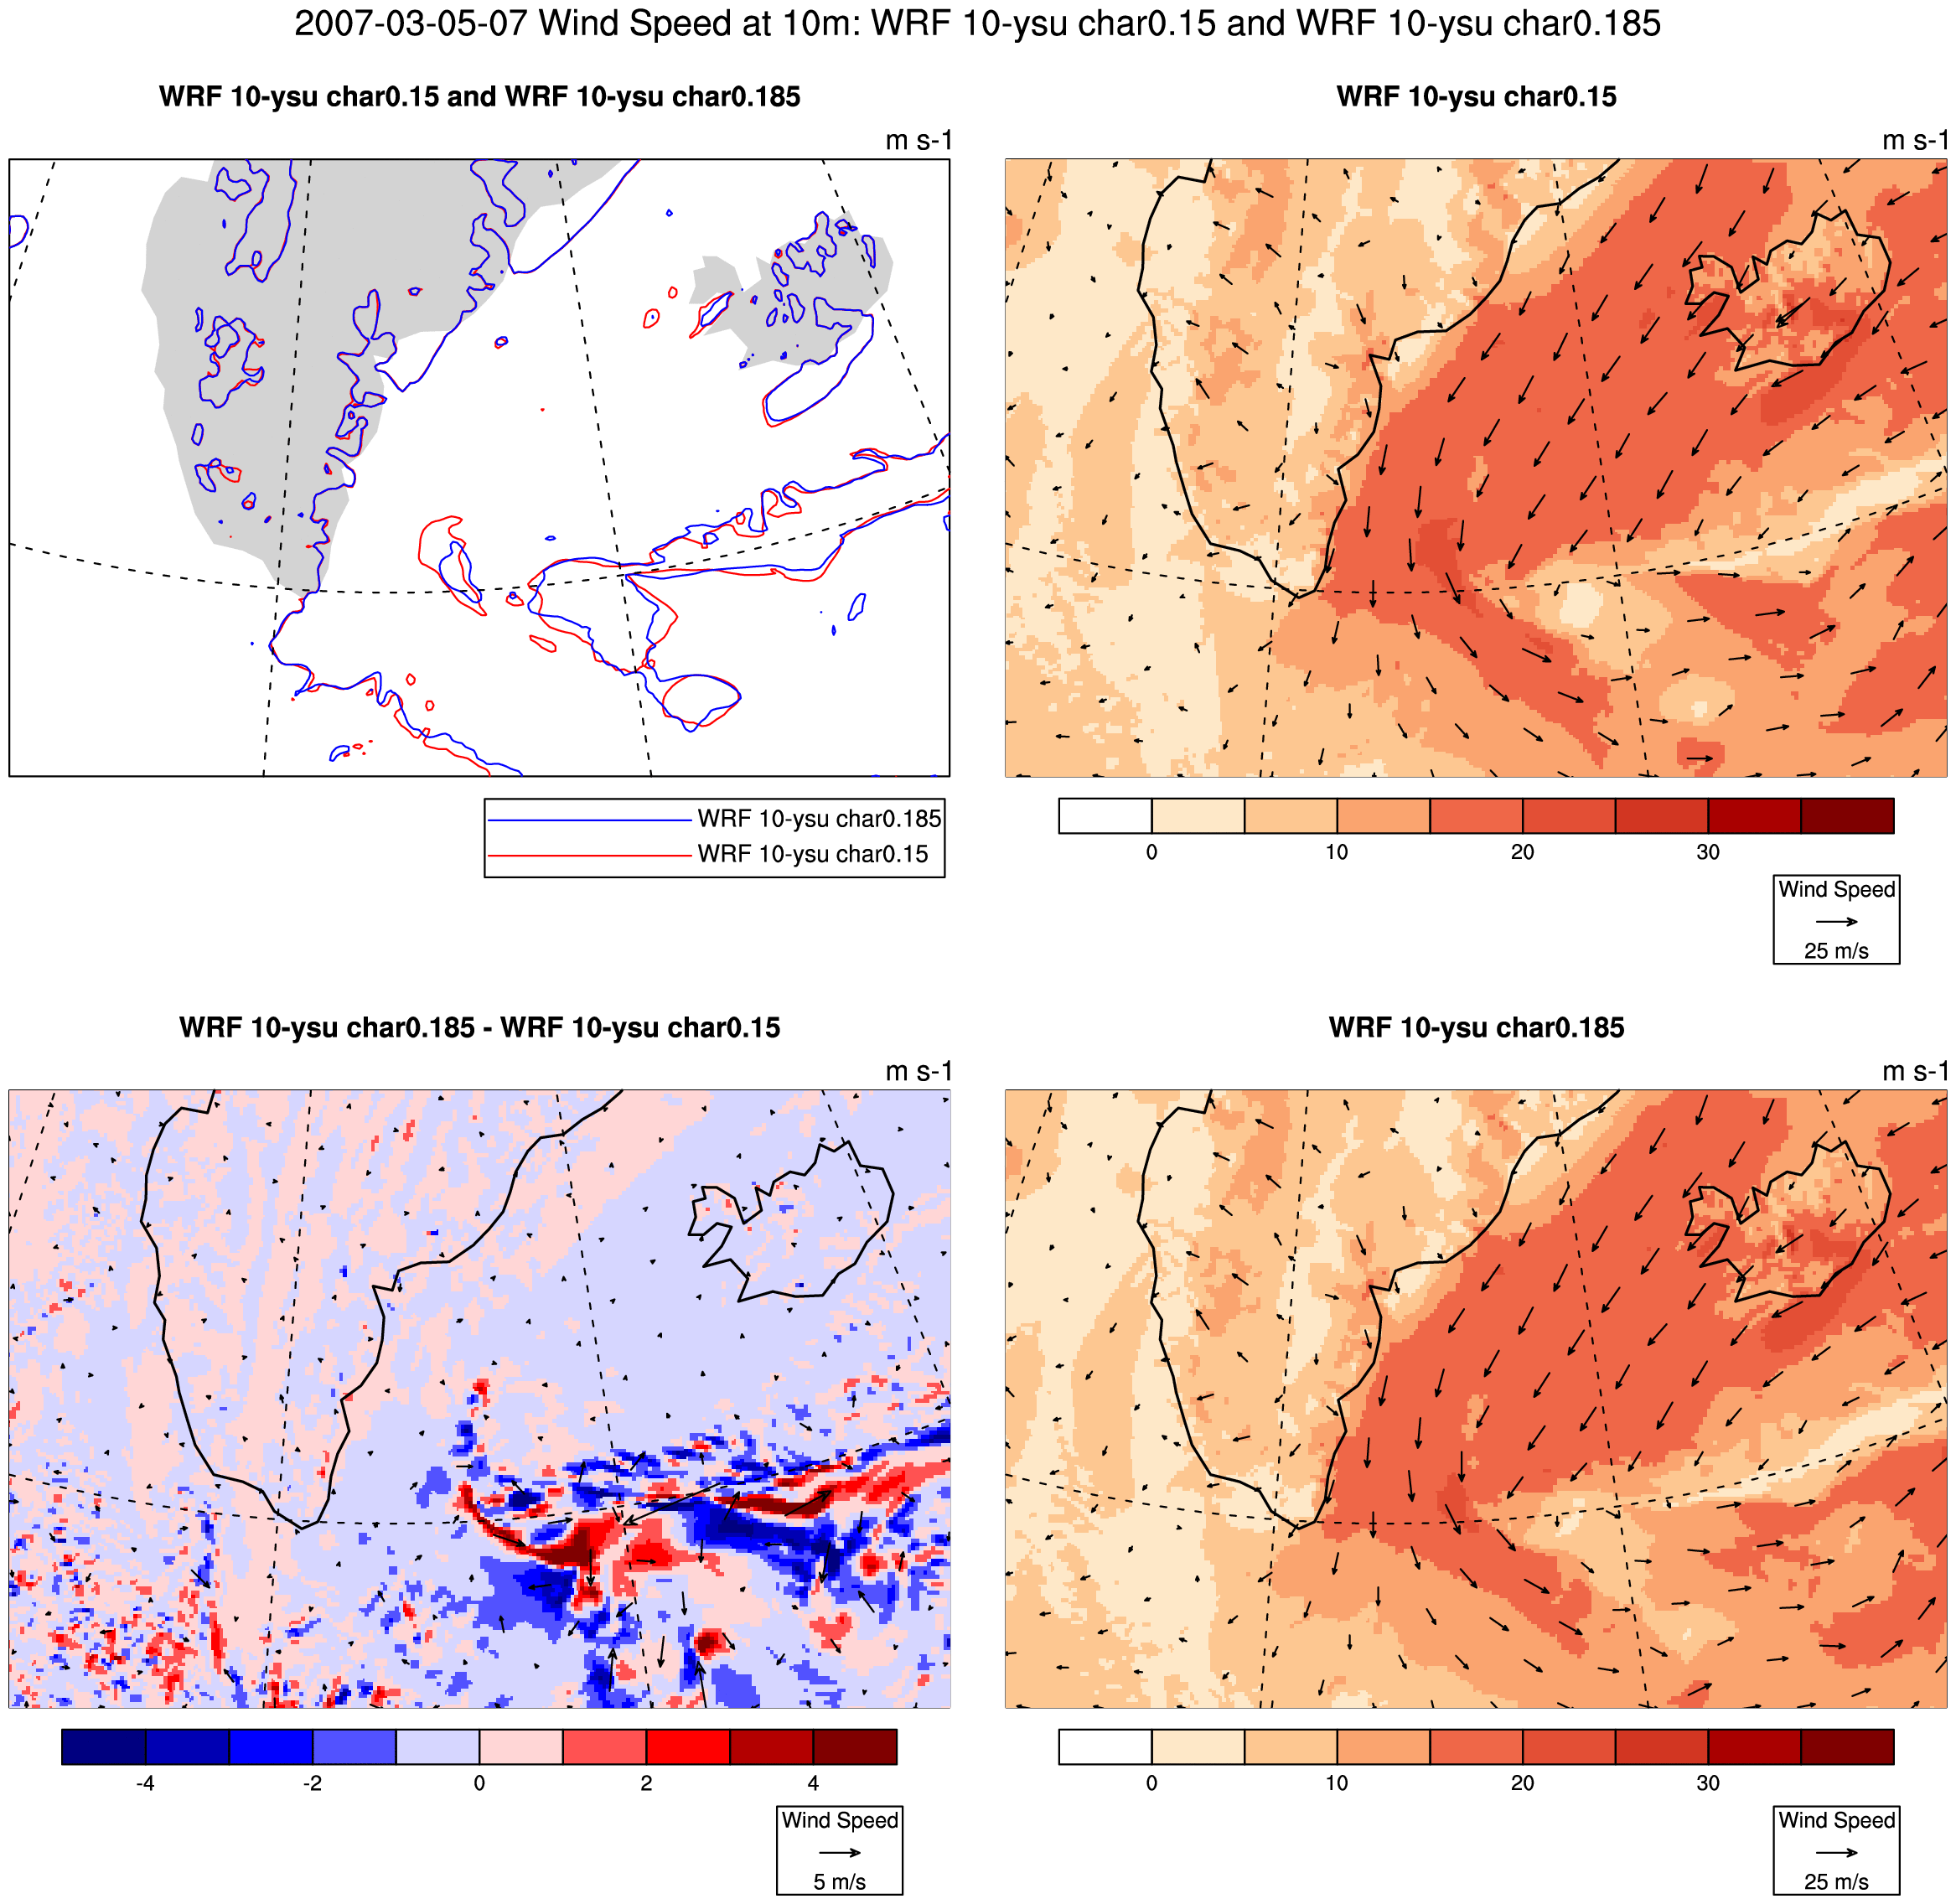 2007-03-05-07 Wind Speed at 10m: WRF 10-ysu char0.15 and WRF 10-ysu char0.185
WRF 10-ysu char0.15 and WRF 10-ysu char0.185
m s-1
WRF 10-ysu char0.185
WRF 10-ysu char0.15
WRF 10-ysu char0.15
m s-1
0 10 20 30
Wind Speed
25 m/s
WRF 10-ysu char0.185 - WRF 10-ysu char0.15
m s-1
-4 -2 0 2 4
Wind Speed
5 m/s
WRF 10-ysu char0.185
m s-1
0 10 20 30
Wind Speed
25 m/s